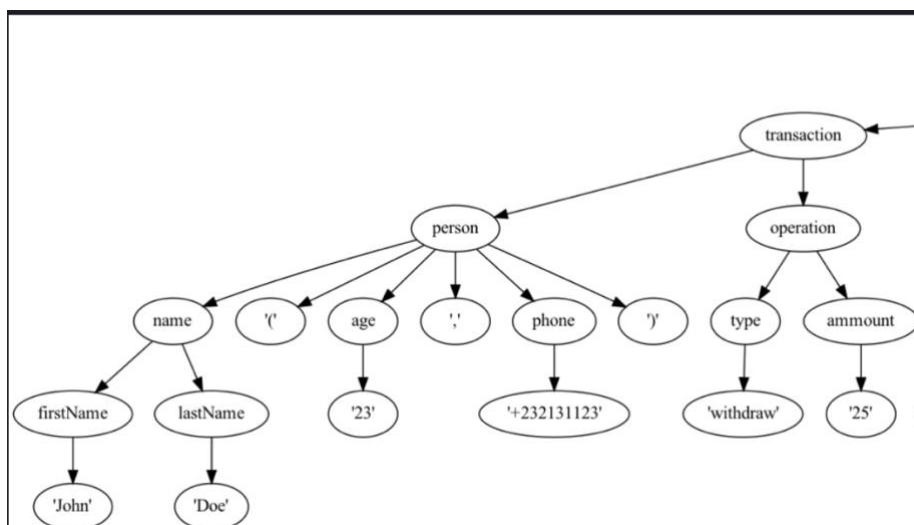 transaction
person
operation
name
'('
age
','
phone
')'
type
ammount
firstName
lastName
'23'
'+232131123'
'withdraw'
'25'
'John'
'Doe'